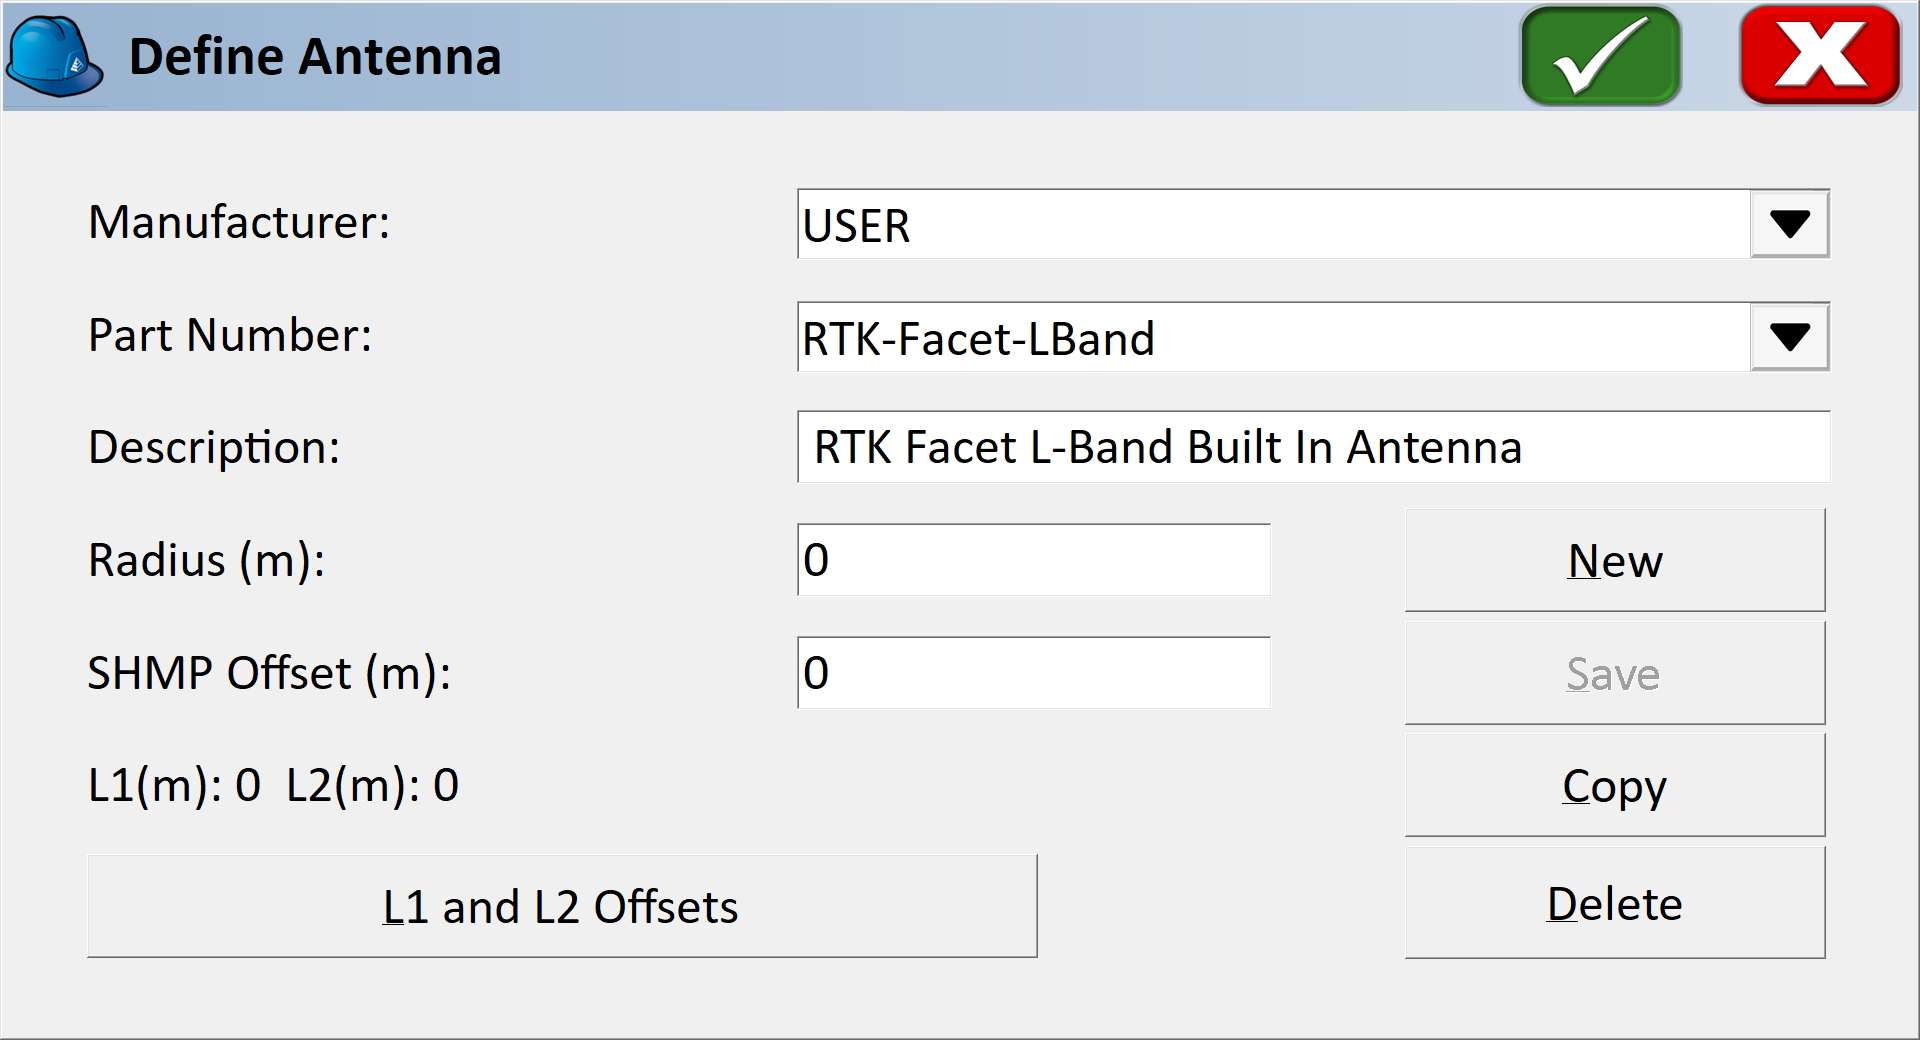 Define Antenna
Manufacturer: USER
Part Number: RTK-Facet-LBand
Description: RTK Facet L-Band Built In Antenna
Radius (m): 0 New
SHMP Offset (m): 0 Save
L1(m): 0 L2(m): 0 Copy
L1 and L2 Offsets Delete